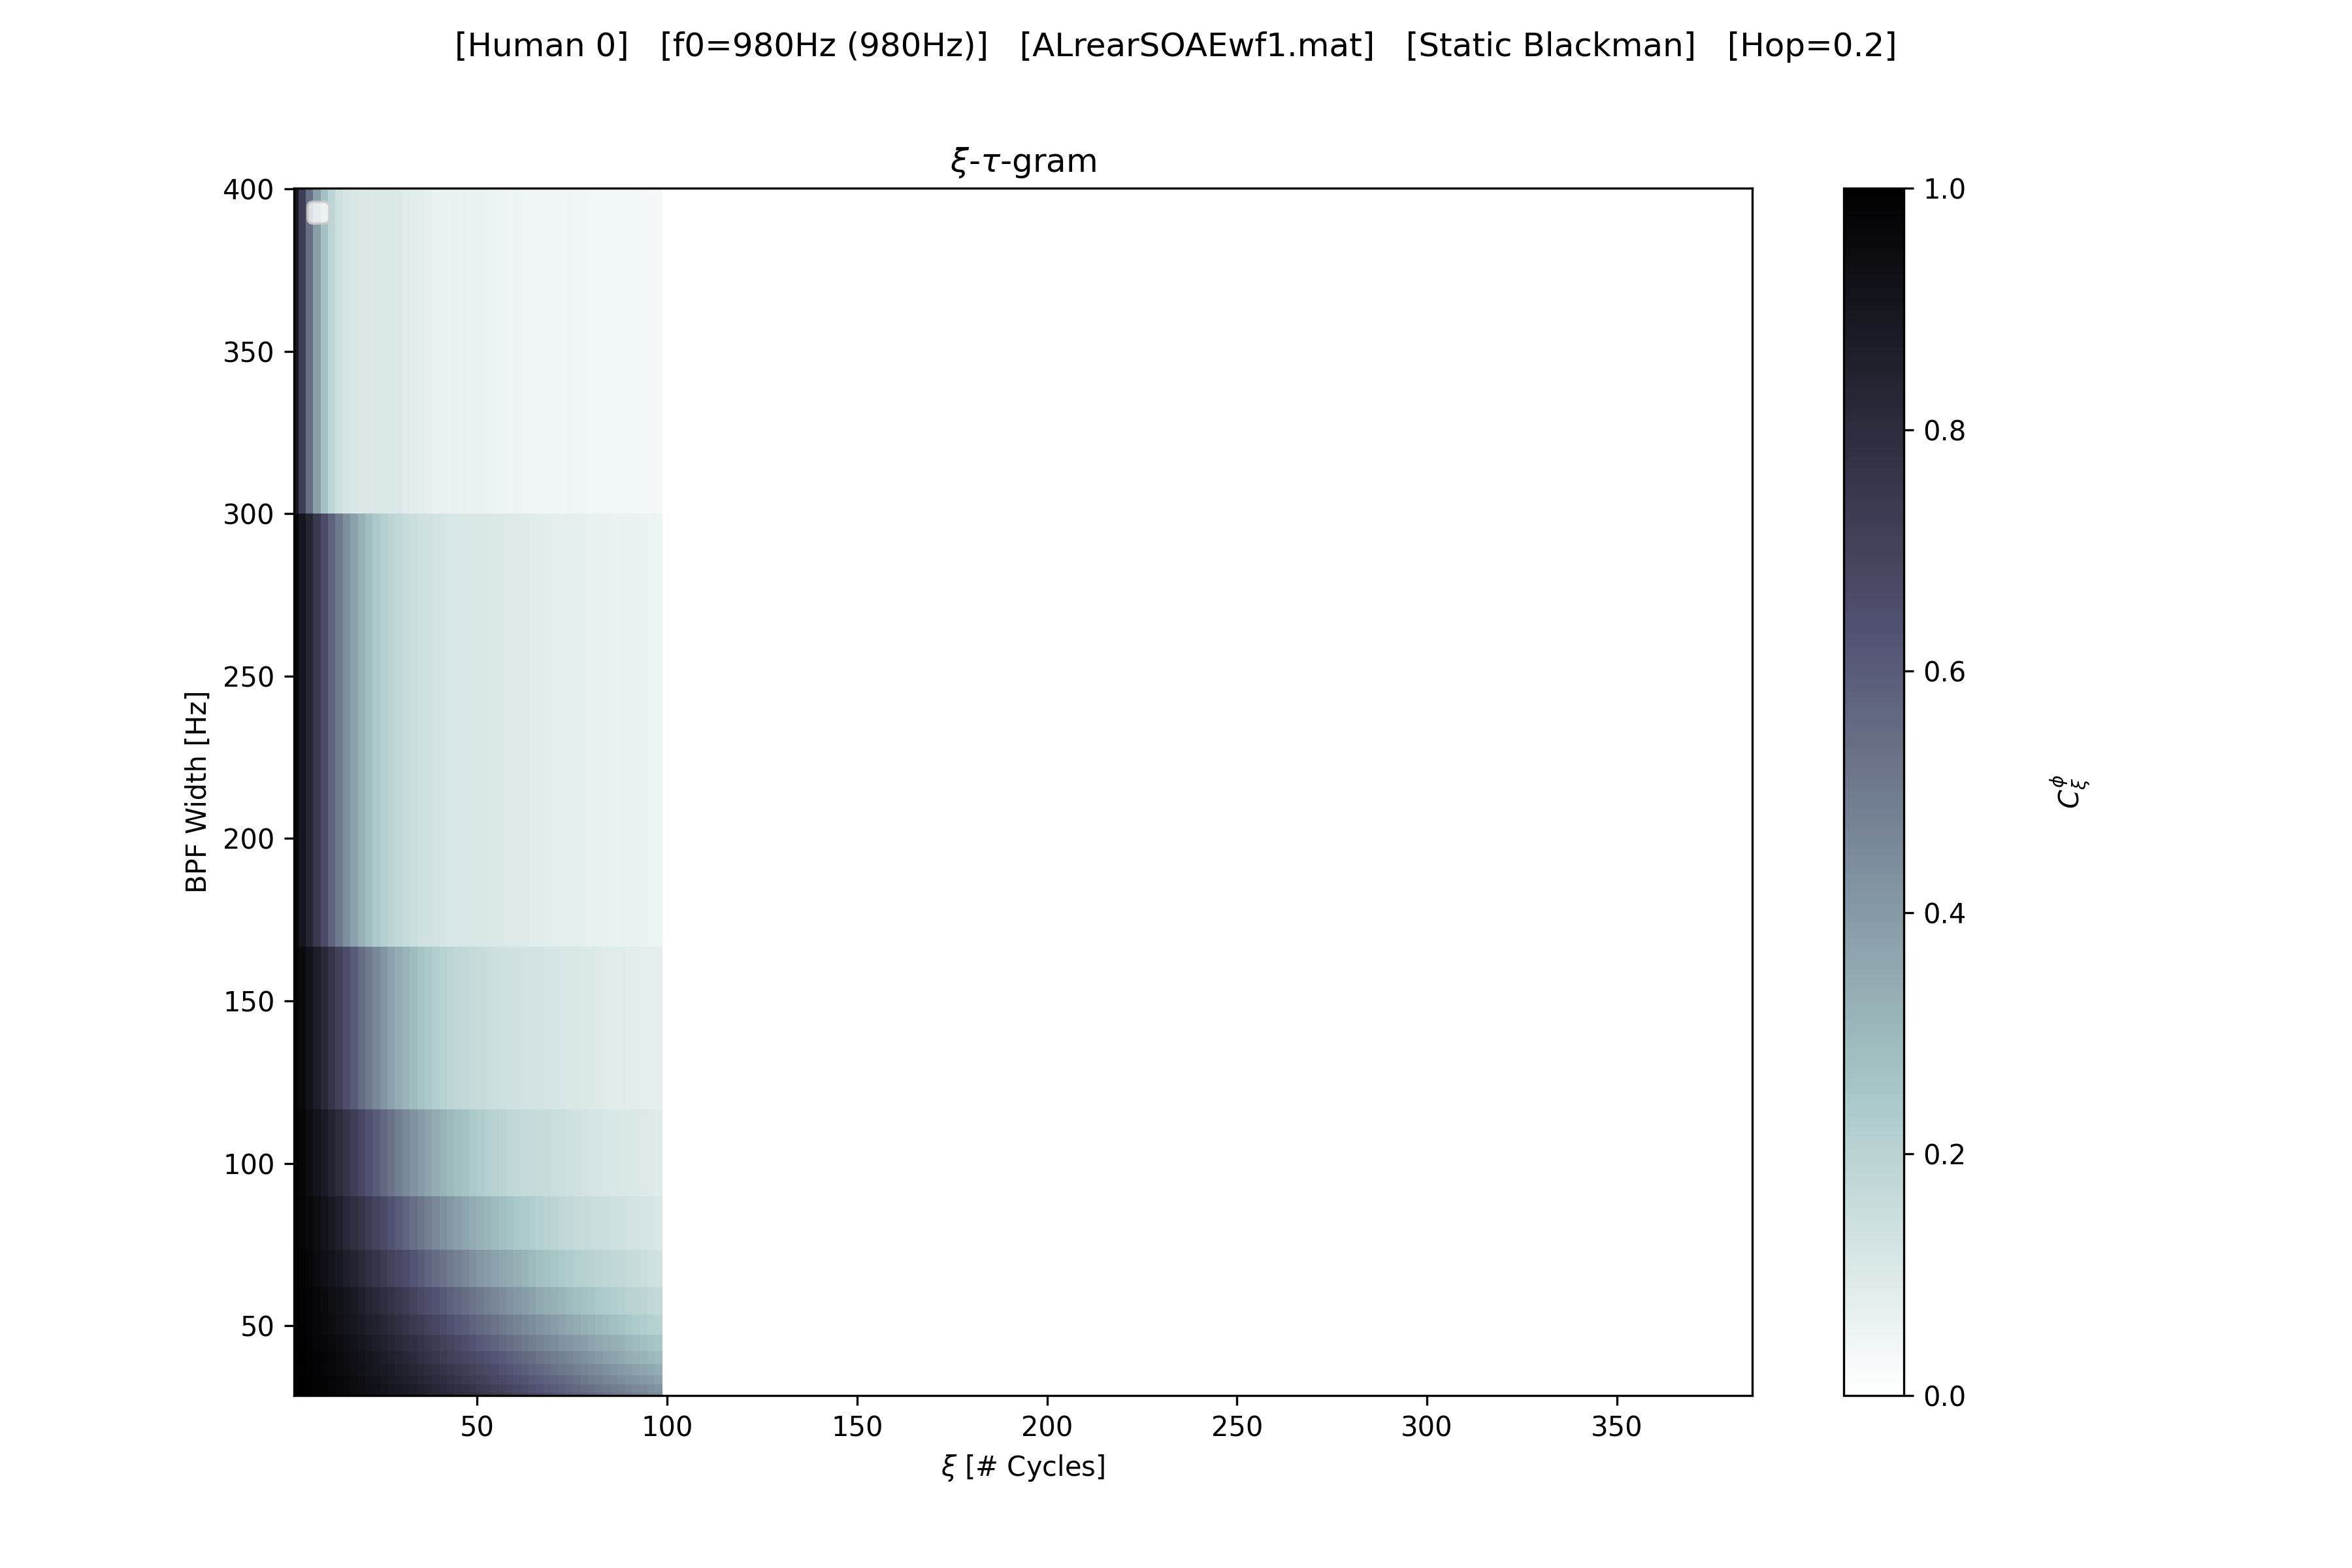 [Human 0]   [f0=980Hz (980Hz)]   [ALrearSOAEwf1.mat]   [Static Blackman]   [Hop=0.2]
ξ-τ-gram
400
350
300
250
200
150
100
50
BPF Width [Hz]
50 100 150 200 250 300 350
ξ [# Cycles]
1.0
0.8
0.6
0.4
0.2
0.0
C_ξ^ϕ